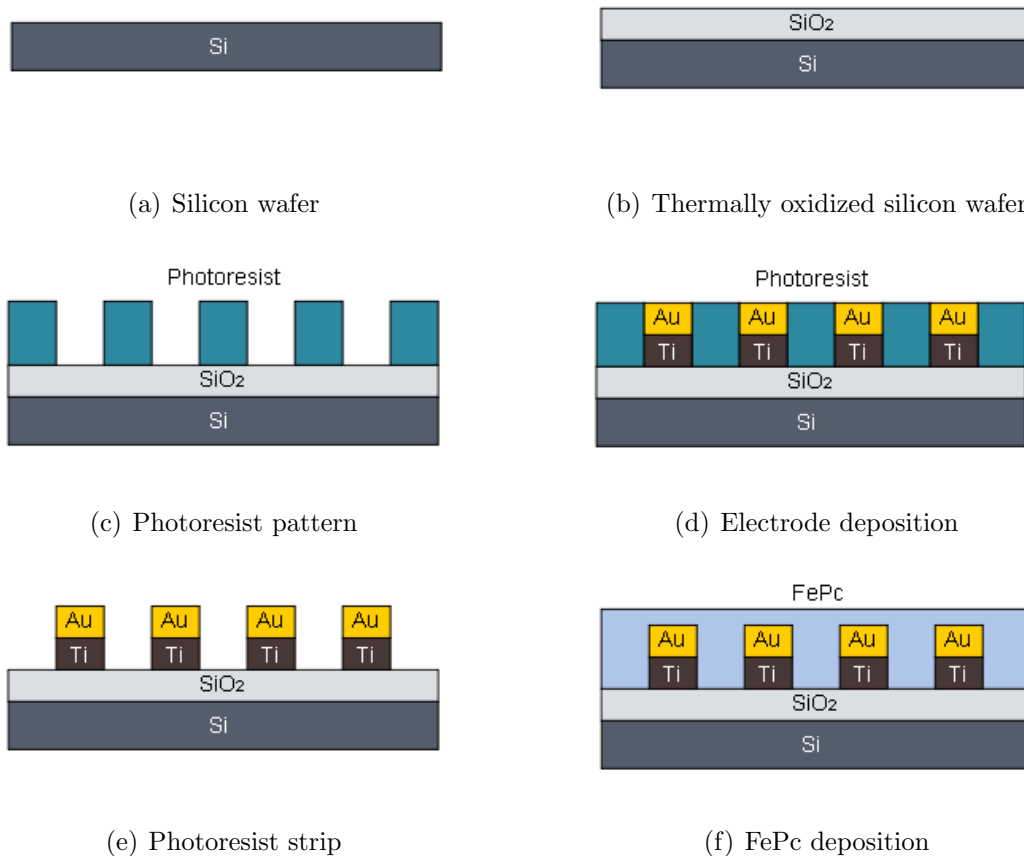 Si
SiO₂
Si
(a) Silicon wafer
(b) Thermally oxidized silicon wafer
Photoresist
SiO₂
Si
Photoresist
Au Au Au Au
Ti Ti Ti Ti
SiO₂
Si
(c) Photoresist pattern
(d) Electrode deposition
Au Au Au Au
Ti Ti Ti Ti
SiO₂
Si
FePc
Au Au Au Au
Ti Ti Ti Ti
SiO₂
Si
(e) Photoresist strip
(f) FePc deposition